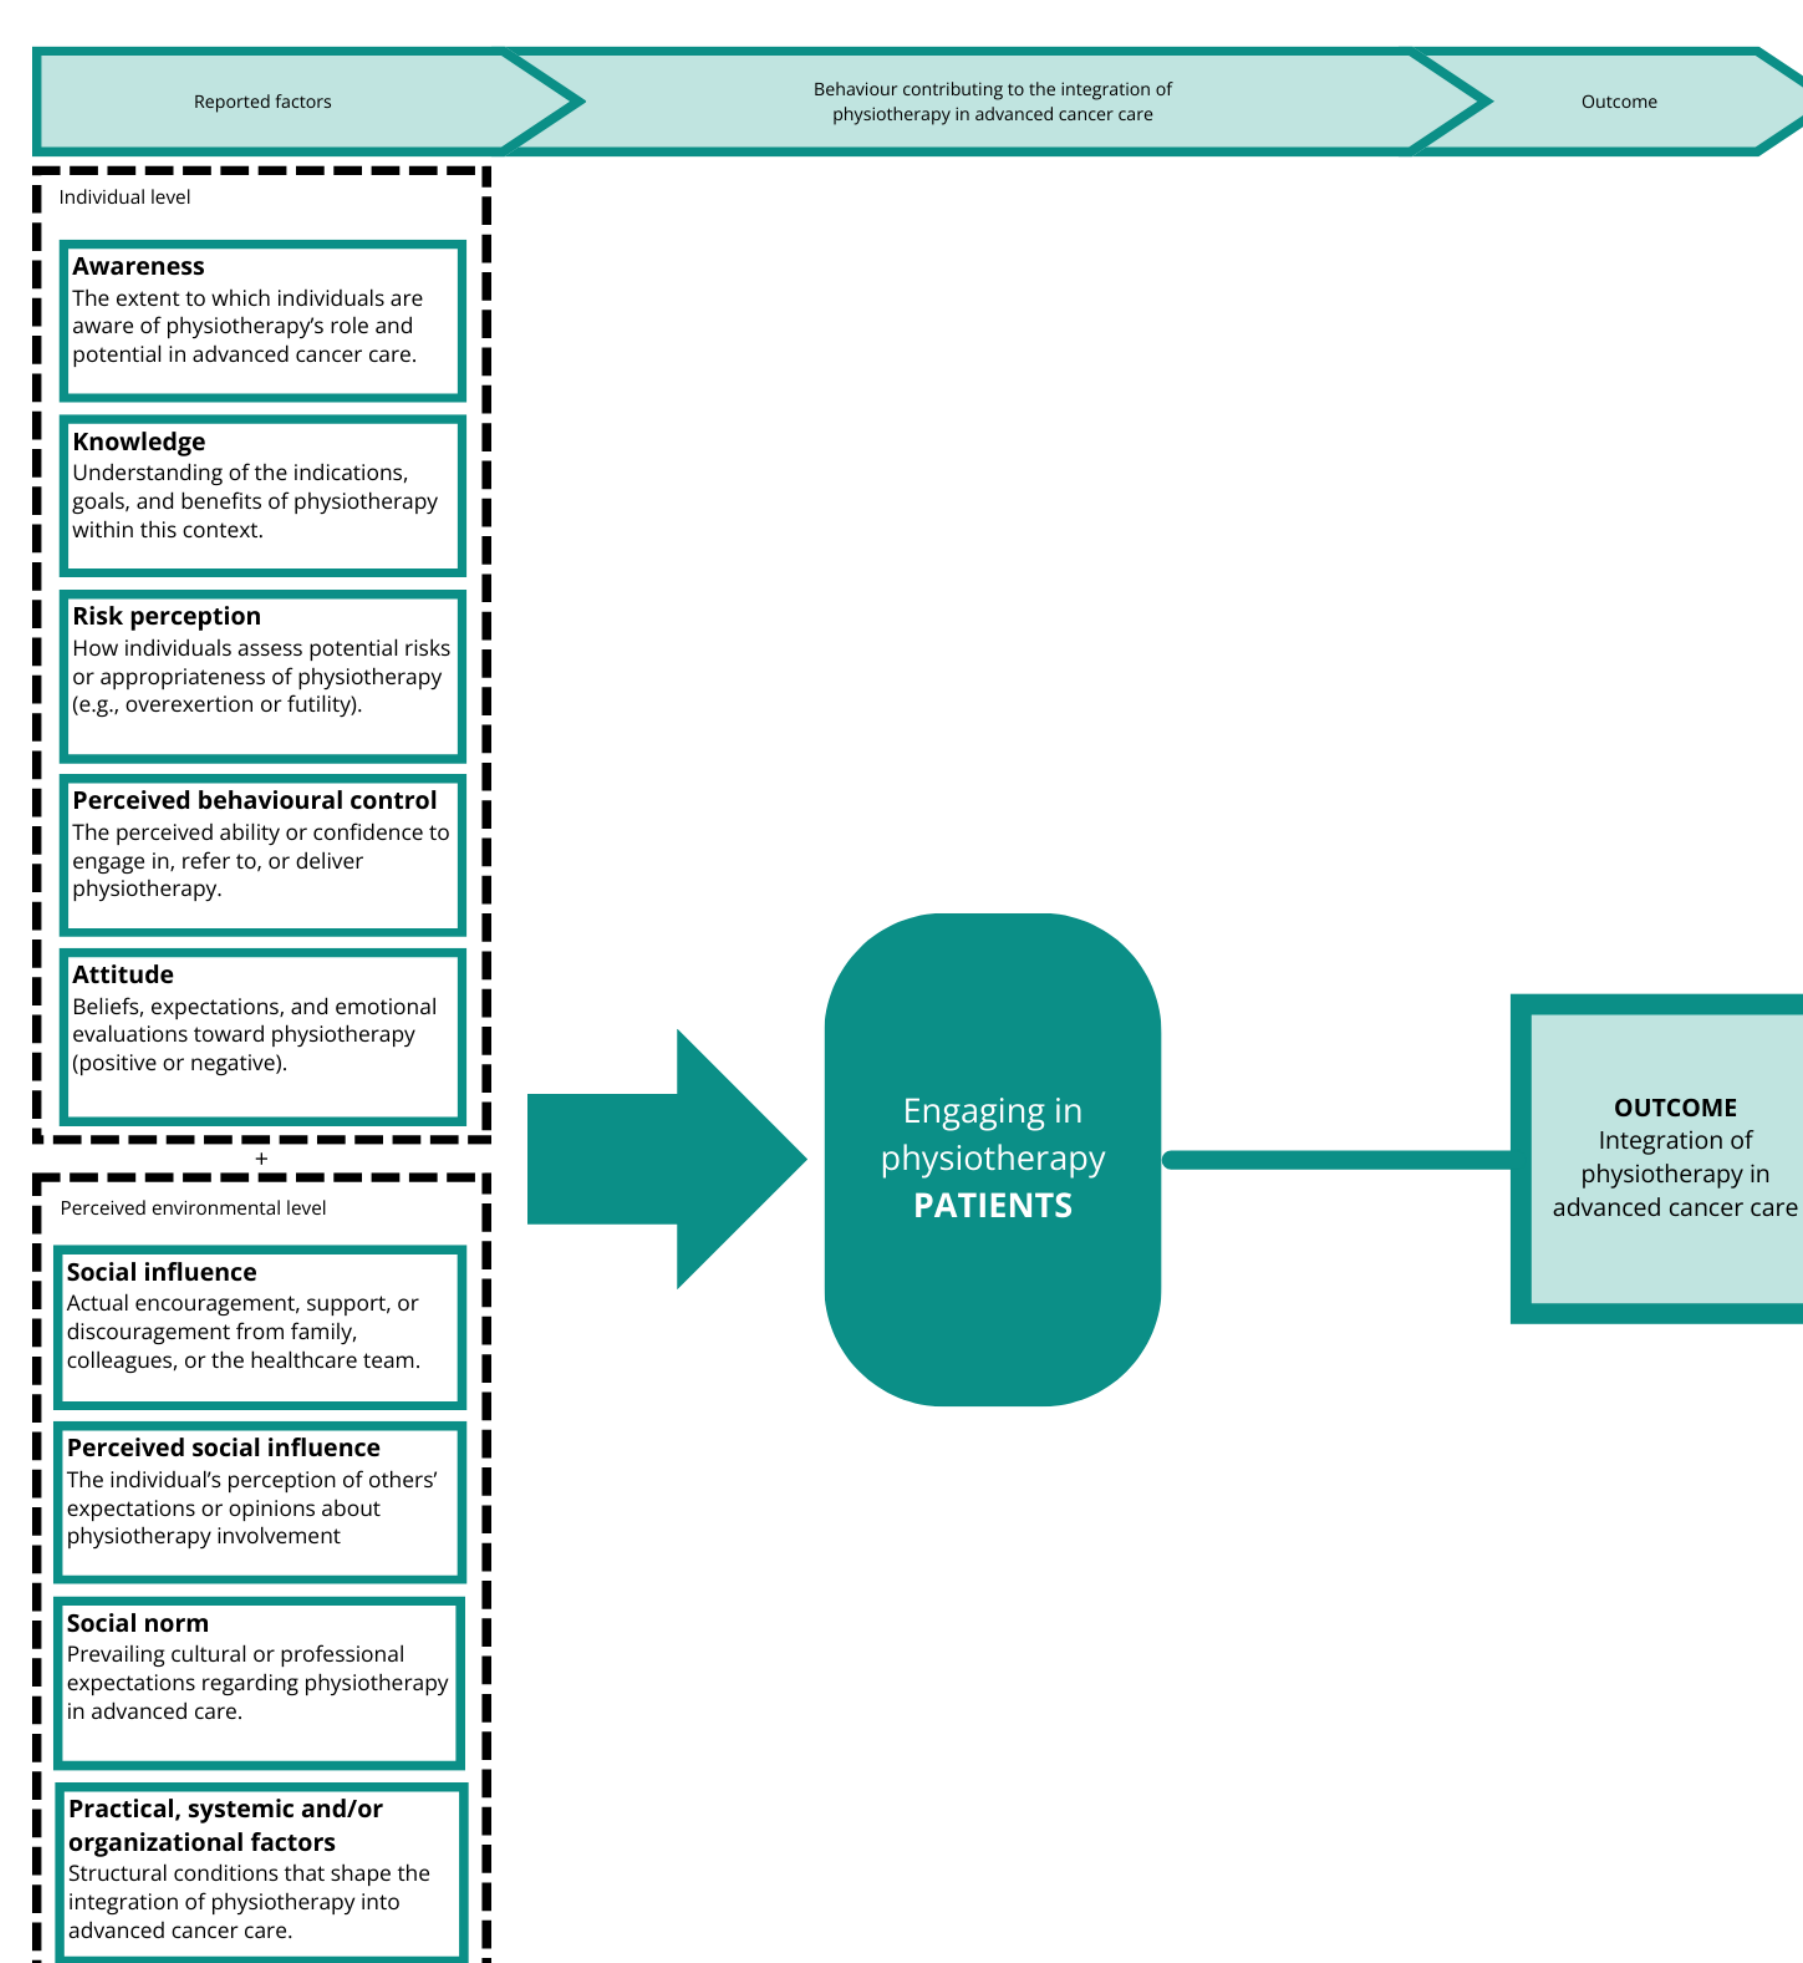 Reported factors
Behaviour contributing to the integration of
physiotherapy in advanced cancer care
Outcome
Individual level
Awareness
The extent to which individuals are
aware of physiotherapy’s role and
potential in advanced cancer care.
Knowledge
Understanding of the indications,
goals, and benefits of physiotherapy
within this context.
Risk perception
How individuals assess potential risks
or appropriateness of physiotherapy
(e.g., overexertion or futility).
Perceived behavioural control
The perceived ability or confidence to
engage in, refer to, or deliver
physiotherapy.
Attitude
Beliefs, expectations, and emotional
evaluations toward physiotherapy
(positive or negative).
+
Perceived environmental level
Social influence
Actual encouragement, support, or
discouragement from family,
colleagues, or the healthcare team.
Perceived social influence
The individual’s perception of others’
expectations or opinions about
physiotherapy involvement
Social norm
Prevailing cultural or professional
expectations regarding physiotherapy
in advanced care.
Practical, systemic and/or
organizational factors
Structural conditions that shape the
integration of physiotherapy into
advanced cancer care.
Engaging in
physiotherapy
PATIENTS
OUTCOME
Integration of
physiotherapy in
advanced cancer care